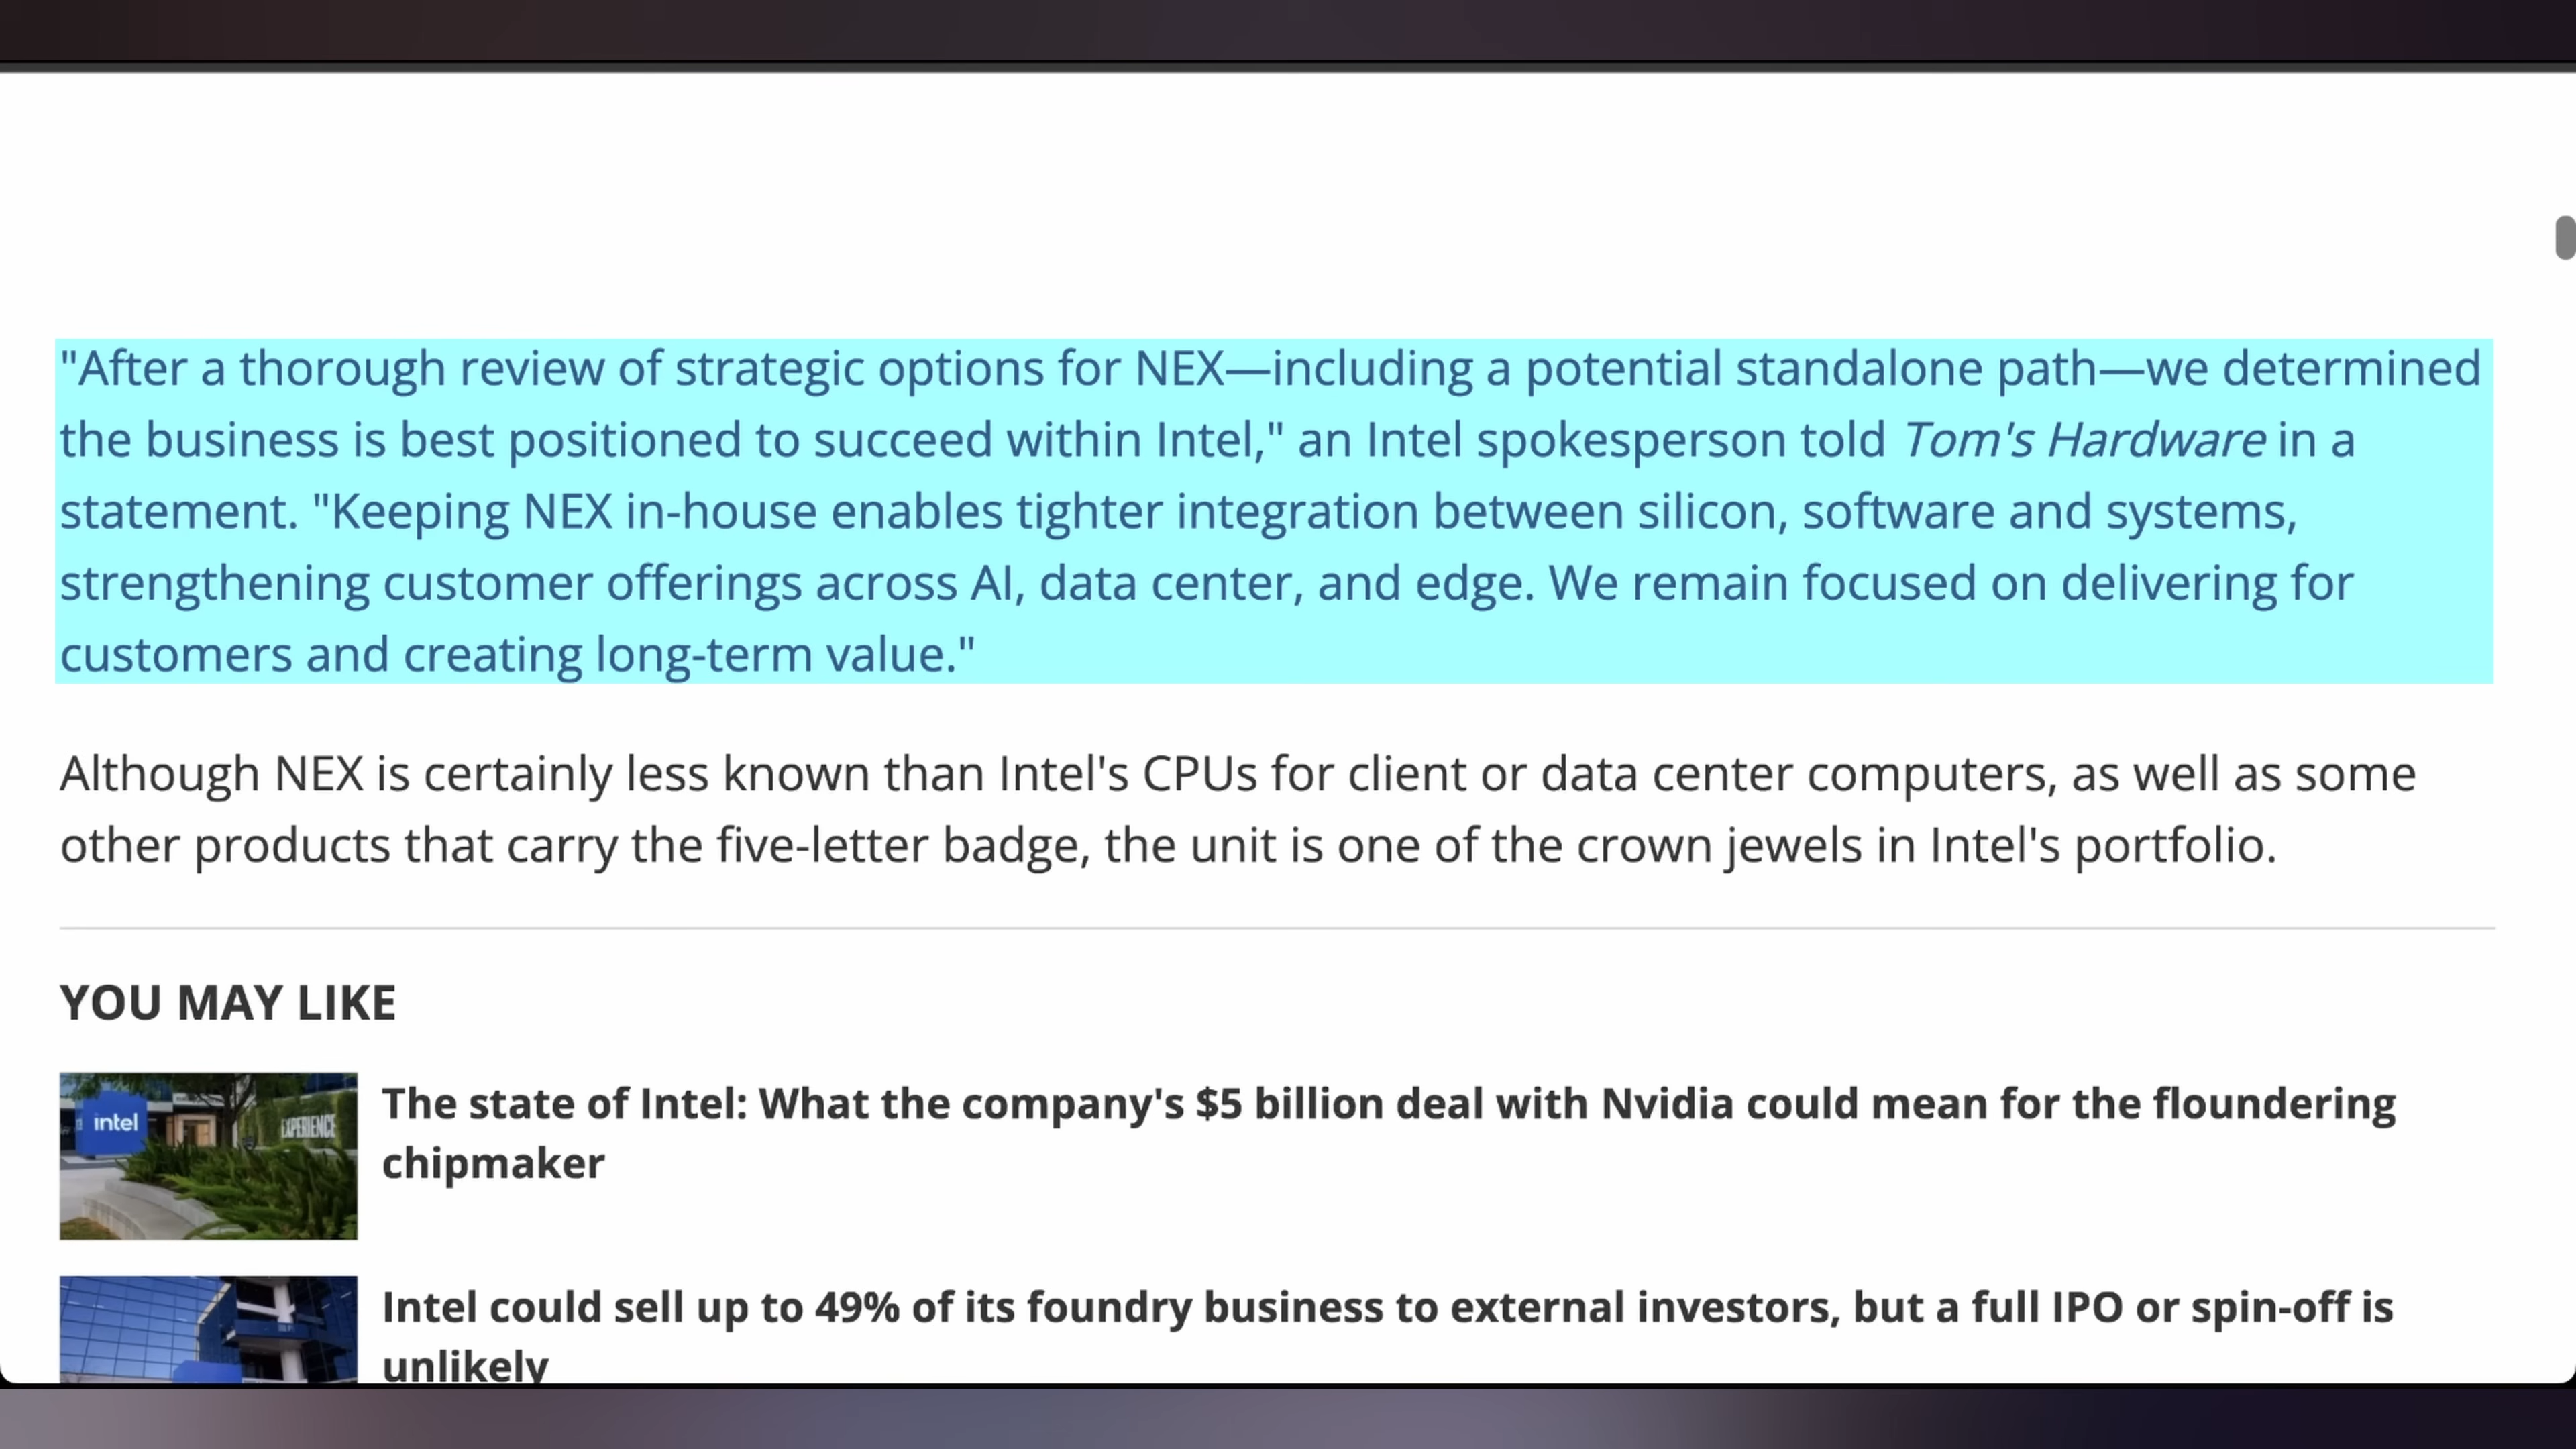 "After a thorough review of strategic options for NEX—including a potential standalone path—we determined
the business is best positioned to succeed within Intel," an Intel spokesperson told Tom's Hardware in a
statement. "Keeping NEX in-house enables tighter integration between silicon, software and systems,
strengthening customer offerings across AI, data center, and edge. We remain focused on delivering for
customers and creating long-term value."
Although NEX is certainly less known than Intel's CPUs for client or data center computers, as well as some
other products that carry the five-letter badge, the unit is one of the crown jewels in Intel's portfolio.
YOU MAY LIKE
intel
EXPERIENCE
The state of Intel: What the company's $5 billion deal with Nvidia could mean for the floundering
chipmaker
Intel could sell up to 49% of its foundry business to external investors, but a full IPO or spin-off is
unlikely